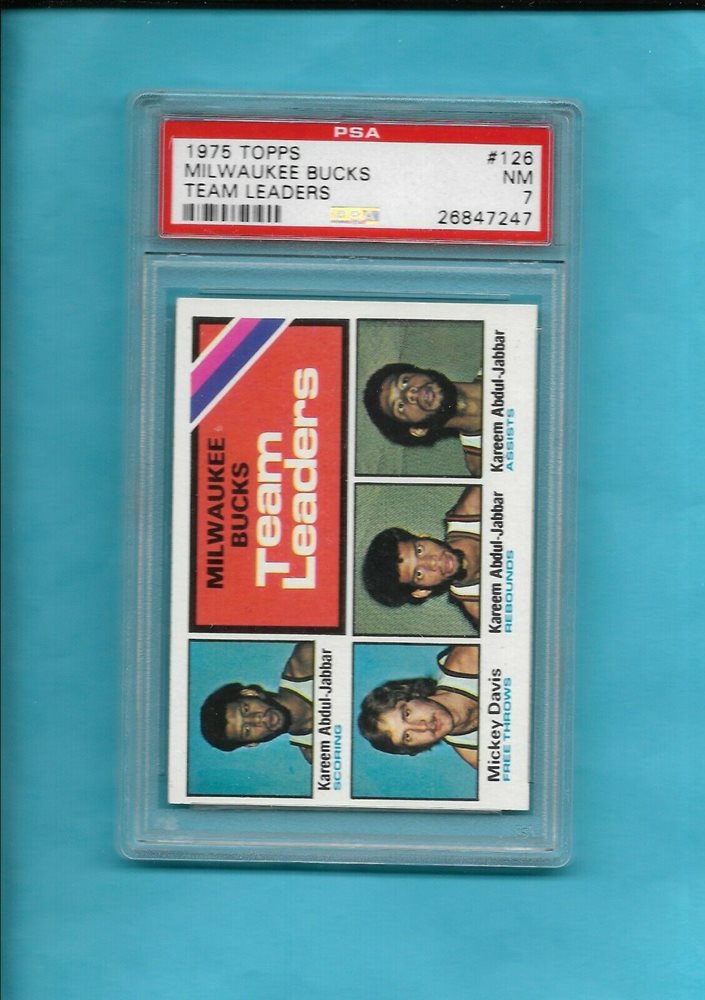 PSA
1975 TOPPS #126
MILWAUKEE BUCKS NM
TEAM LEADERS 7
26847247
MILWAUKEE
BUCKS
Team
Leaders
Kareem Abdul-Jabbar
SCORING
Mickey Davis
FREE THROWS
Kareem Abdul-Jabbar
REBOUNDS
Kareem Abdul-Jabbar
ASSISTS